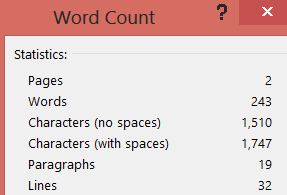 Word Count ? ×
Statistics:
Pages 2
Words 243
Characters (no spaces) 1,510
Characters (with spaces) 1,747
Paragraphs 19
Lines 32